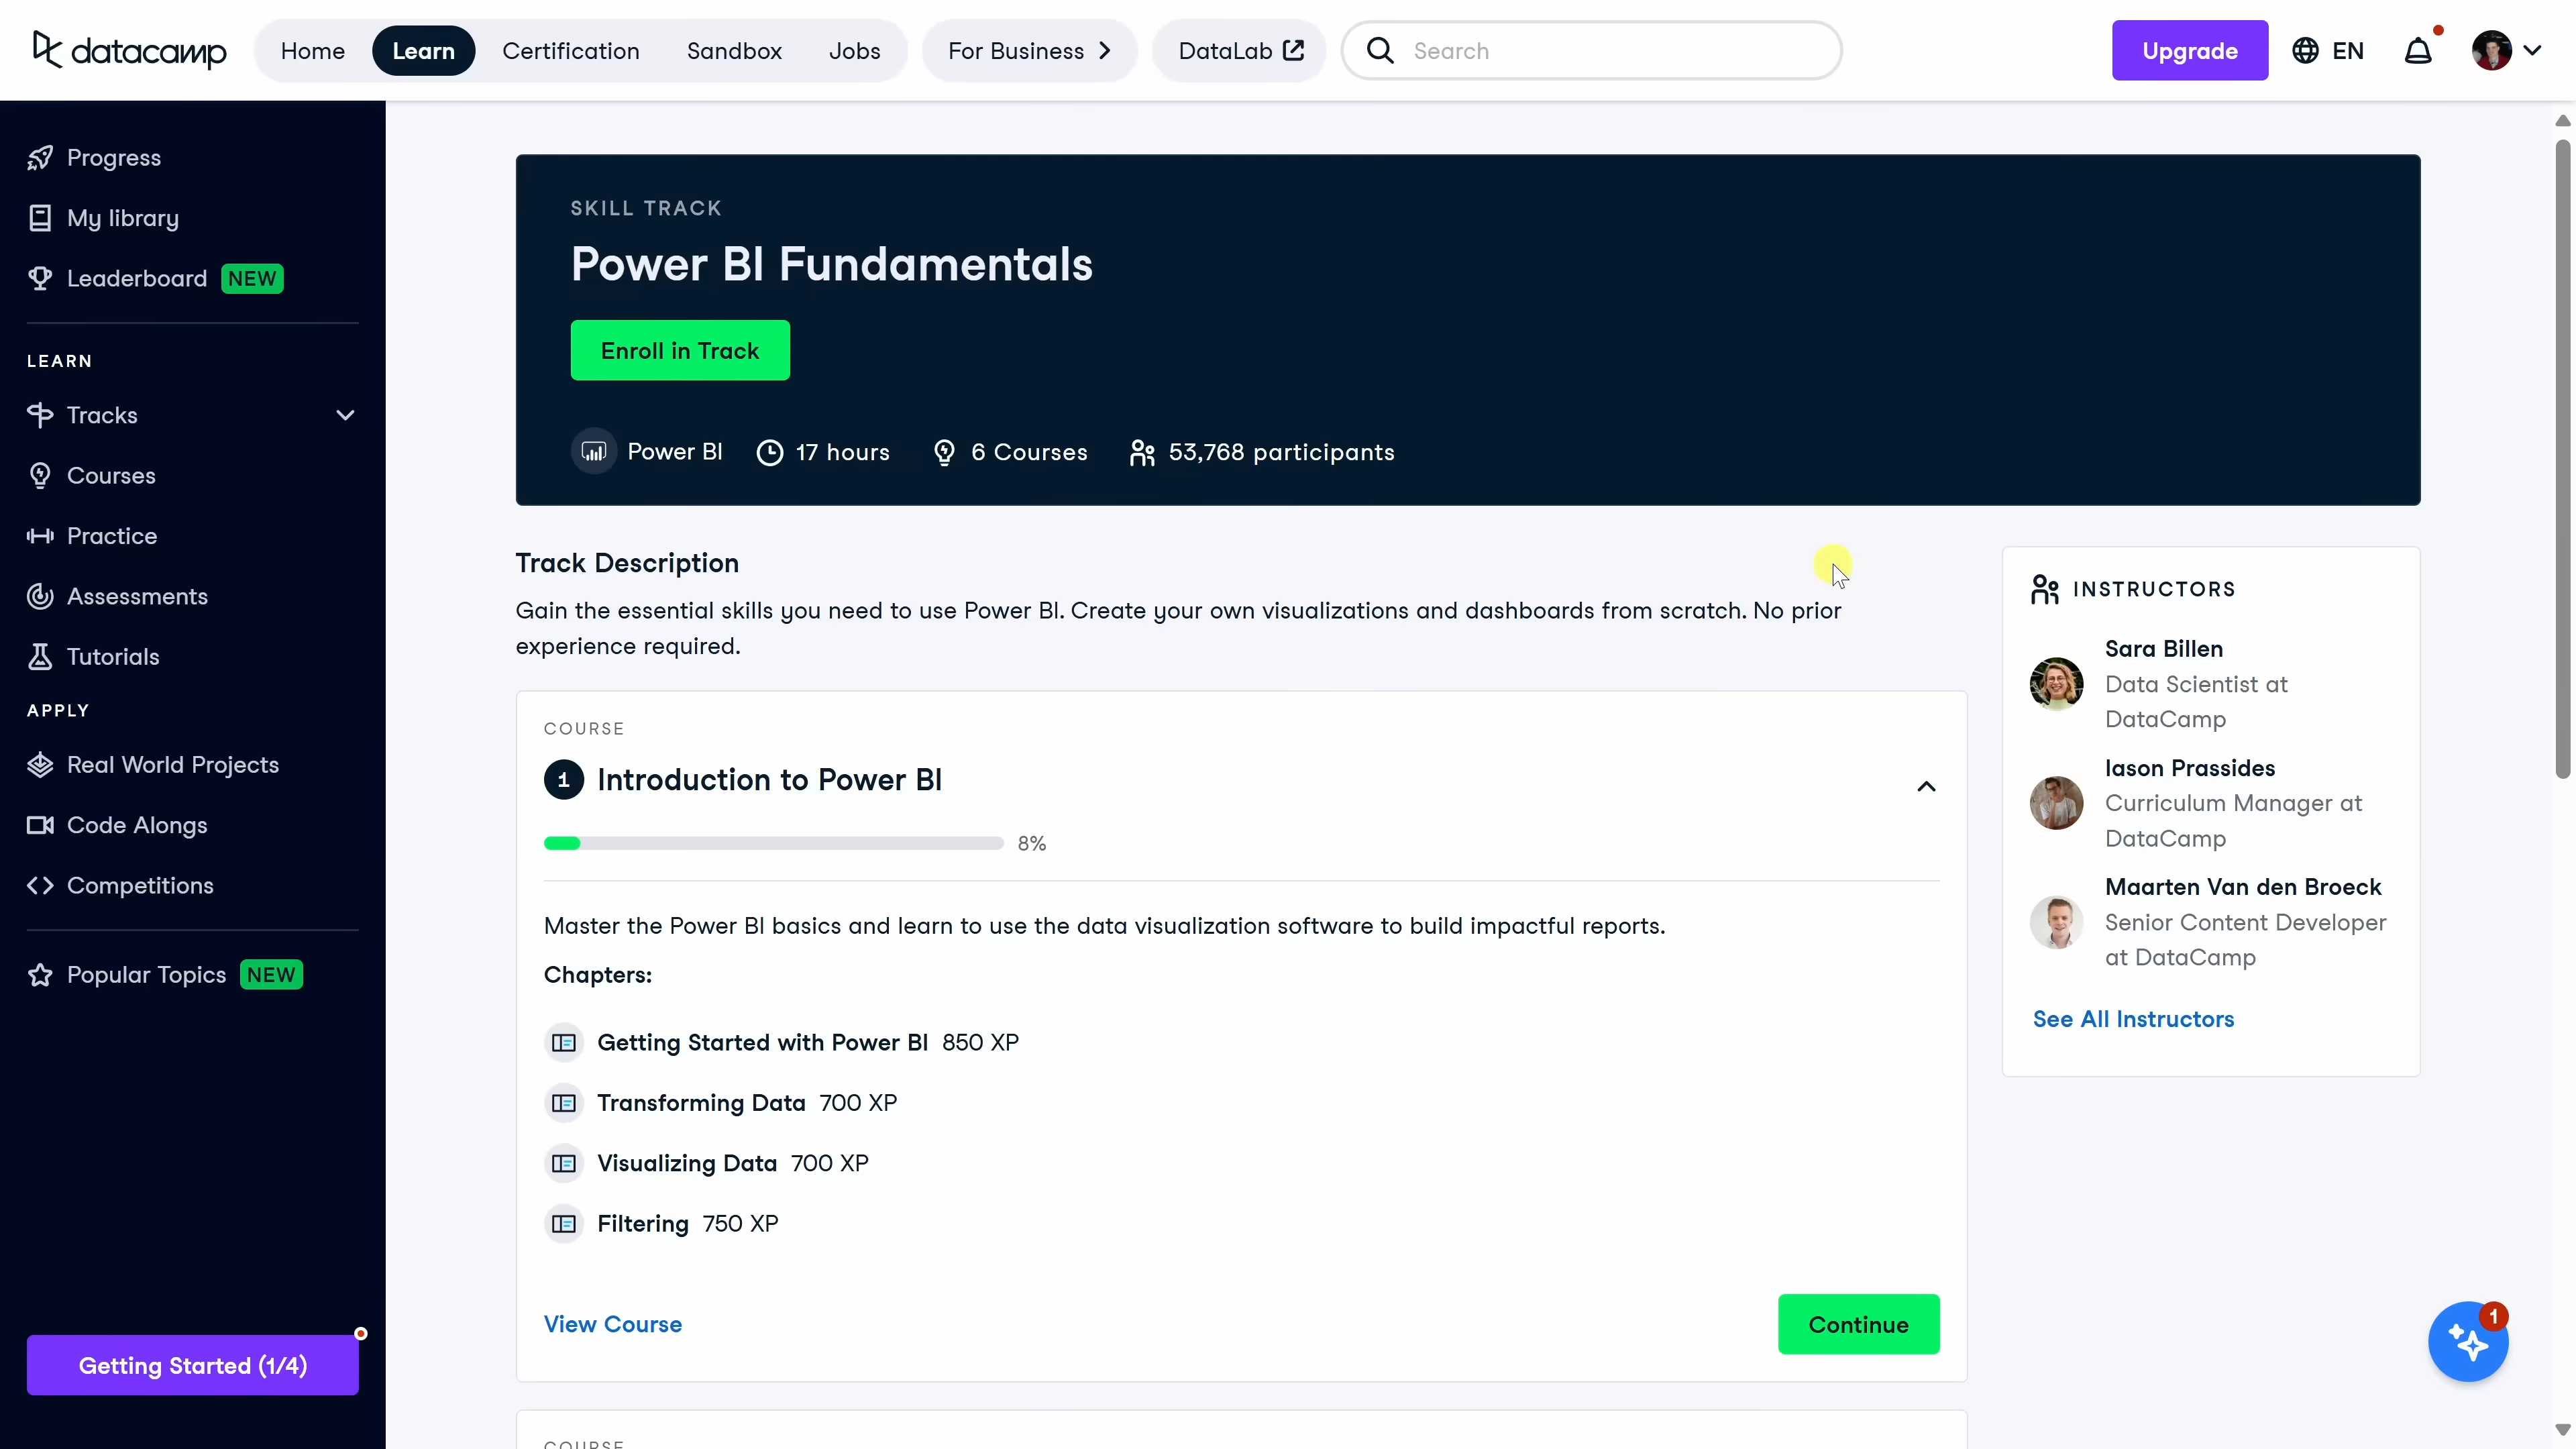 datacamp
Home
Learn
Certification
Sandbox
Jobs
For Business
DataLab
Search
Upgrade
EN
Progress
My library
Leaderboard NEW
LEARN
Tracks
Courses
Practice
Assessments
Tutorials
APPLY
Real World Projects
Code Alongs
Competitions
Popular Topics NEW
Getting Started (1/4)
SKILL TRACK
Power BI Fundamentals
Enroll in Track
Power BI
17 hours
6 Courses
53,768 participants
Track Description
Gain the essential skills you need to use Power BI. Create your own visualizations and dashboards from scratch. No prior
experience required.
COURSE
1 Introduction to Power BI
8%
Master the Power BI basics and learn to use the data visualization software to build impactful reports.
Chapters:
Getting Started with Power BI 850 XP
Transforming Data 700 XP
Visualizing Data 700 XP
Filtering 750 XP
View Course
Continue
COURSE
INSTRUCTORS
Sara Billen
Data Scientist at
DataCamp
Iason Prassides
Curriculum Manager at
DataCamp
Maarten Van den Broeck
Senior Content Developer
at DataCamp
See All Instructors
1